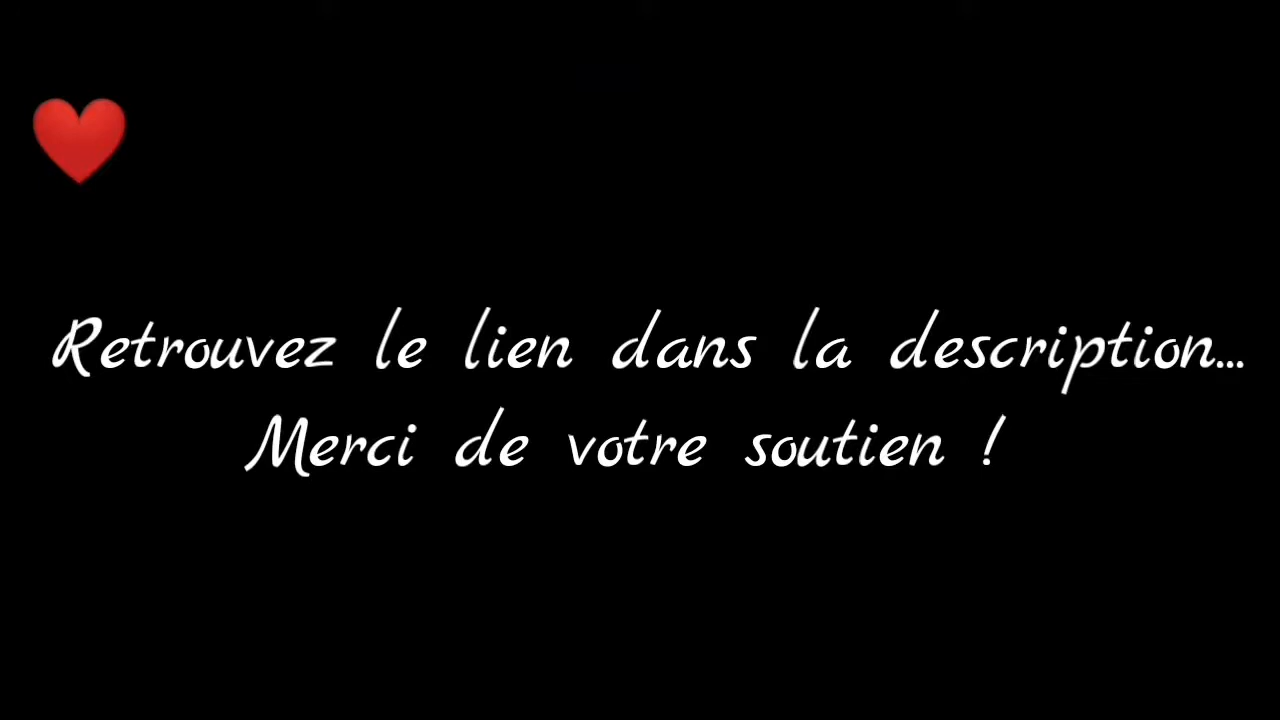 Retrouvez le lien dans la description...
Merci de votre soutien !